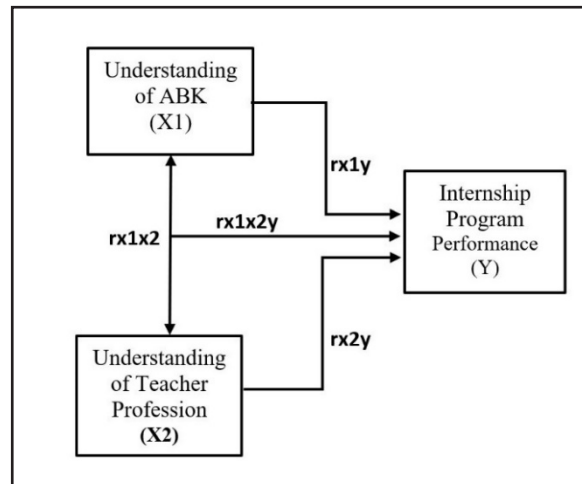 Understanding
of ABK
(X1)
rx1y
Internship
Program
Performance
(Y)
rx1x2y
rx1x2
rx2y
Understanding
of Teacher
Profession
(X2)